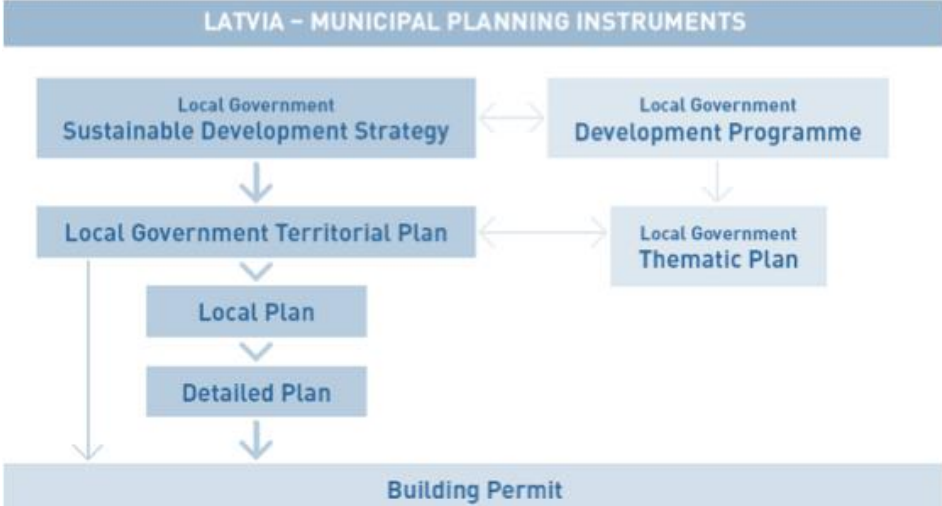 LATVIA – MUNICIPAL PLANNING INSTRUMENTS
Local Government
Sustainable Development Strategy
Local Government
Development Programme
Local Government Territorial Plan
Local Government
Thematic Plan
Local Plan
Detailed Plan
Building Permit